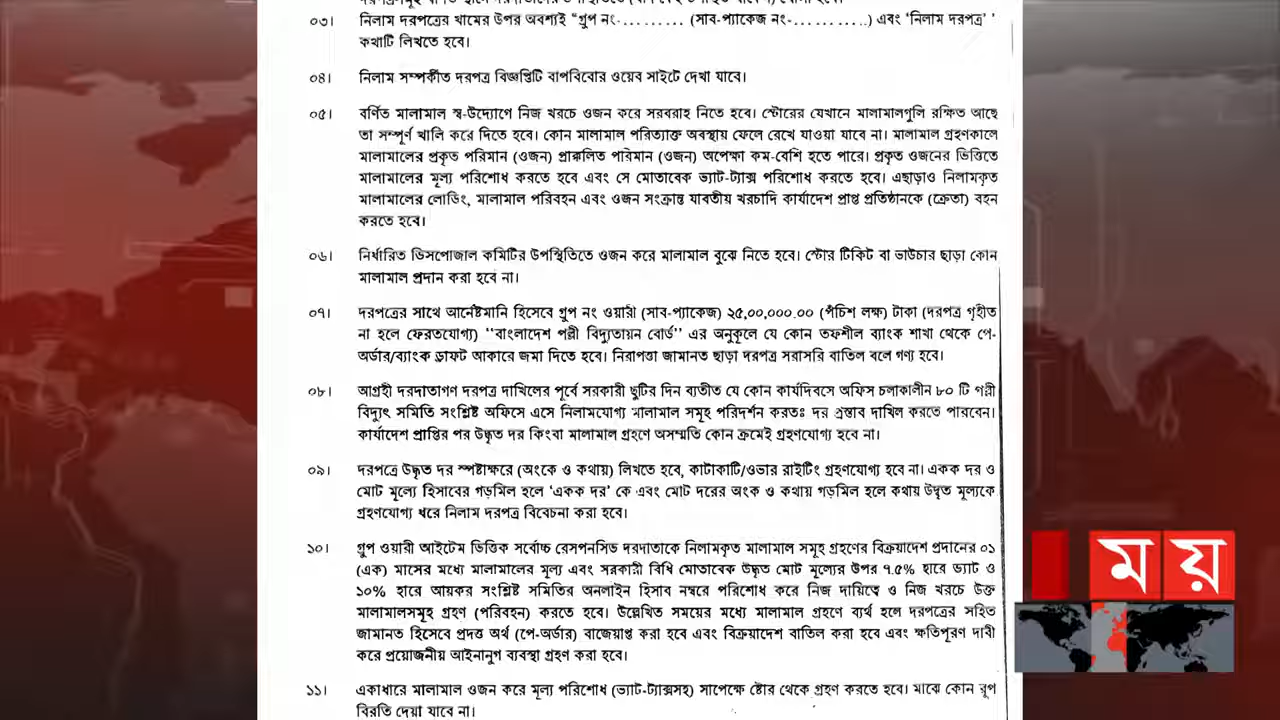 ০৩। নিলাম দরপত্রের খামের উপর অবশ্যই “গ্রুপ নং-......... (সাব-প্যাকেজ নং-...........) এবং ‘নিলাম দরপত্র’ ’
কথাটি লিখতে হবে।
০৪। নিলাম সম্পর্কীত দরপত্র বিজ্ঞপ্তিটি বাপবিবোর ওয়েব সাইটে দেখা যাবে।
০৫। বর্ণিত মালামাল স্ব-উদ্যোগে নিজ খরচে ওজন করে সরবরাহ নিতে হবে। স্টোরের যেখানে মালামালগুলি রক্ষিত আছে
তা সম্পূর্ণ খালি করে দিতে হবে। কোন মালামাল পরিত্যাক্ত অবস্থায় ফেলে রেখে যাওয়া যাবে না। মালামাল গ্রহণকালে
মালামালের প্রকৃত পরিমান (ওজন) প্রাক্কলিত পরিমান (ওজন) অপেক্ষা কম-বেশি হতে পারে। প্রকৃত ওজনের ভিত্তিতে
মালামালের মূল্য পরিশোধ করতে হবে এবং সে মোতাবেক ভ্যাট-ট্যাক্স পরিশোধ করতে হবে। এছাড়াও নিলামকৃত
মালামালের লোডিং, মালামাল পরিবহন এবং ওজন সংক্রান্ত যাবতীয় খরচাদি কার্যাদেশ প্রাপ্ত প্রতিষ্ঠানকে (ক্রেতা) বহন
করতে হবে।
০৬। নির্ধারিত ডিসপোজাল কমিটির উপস্থিতিতে ওজন করে মালামাল বুঝে নিতে হবে। স্টোর টিকিট বা ভাউচার ছাড়া কোন
মালামাল প্রদান করা হবে না।
০৭। দরপত্রের সাথে আর্নেষ্টমানি হিসেবে গ্রুপ নং ওয়ারী (সাব-প্যাকেজ) ২৫,০০,০০০.০০ (পঁচিশ লক্ষ) টাকা (দরপত্র গৃহীত
না হলে ফেরতযোগ্য) ‘‘বাংলাদেশ পল্লী বিদ্যুতায়ন বোর্ড’’ এর অনুকূলে যে কোন তফশীল ব্যাংক শাখা থেকে পে-
অর্ডার/ব্যাংক ড্রাফট আকারে জমা দিতে হবে। নিরাপত্তা জামানত ছাড়া দরপত্র সরাসরি বাতিল বলে গণ্য হবে।
০৮। আগ্রহী দরদাতাগণ দরপত্র দাখিলের পূর্বে সরকারী ছুটির দিন ব্যতীত যে কোন কার্যদিবসে অফিস চলাকালীন ৮০ টি পল্লী
বিদ্যুৎ সমিতি সংশ্লিষ্ট অফিসে এসে নিলামযোগ্য মালামাল সমূহ পরিদর্শন করতঃ দর প্রস্তাব দাখিল করতে পারবেন।
কার্যাদেশ প্রাপ্তির পর উদ্ধৃত দর কিংবা মালামাল গ্রহণে অসম্মতি কোন ক্রমেই গ্রহণযোগ্য হবে না।
০৯। দরপত্রে উদ্ধৃত দর স্পষ্টাক্ষরে (অংকে ও কথায়) লিখতে হবে, কাটাকাটি/ওভার রাইটিং গ্রহণযোগ্য হবে না। একক দর ও
মোট মূল্যে হিসাবের গড়মিল হলে ‘একক দর’ কে এবং মোট দরের অংক ও কথায় গড়মিল হলে কথায় উদ্ধৃত মূল্যকে
গ্রহণযোগ্য ধরে নিলাম দরপত্র বিবেচনা করা হবে।
১০। গ্রুপ ওয়ারী আইটেম ভিত্তিক সর্বোচ্চ রেসপনসিভ দরদাতাকে নিলামকৃত মালামাল সমূহ গ্রহণের বিক্রয়াদেশ প্রদানের ০১
(এক) মাসের মধ্যে মালামালের মূল্য এবং সরকারী বিধি মোতাবেক উদ্ধৃত মোট মূল্যের উপর ৭.৫% হারে ভ্যাট ও
১০% হারে আয়কর সংশ্লিষ্ট সমিতির অনলাইন হিসাব নম্বরে পরিশোধ করে নিজ দায়িত্বে ও নিজ খরচে উক্ত
মালামালসমূহ গ্রহণ (পরিবহন) করতে হবে। উল্লেখিত সময়ের মধ্যে মালামাল গ্রহণে ব্যর্থ হলে দরপত্রের সহিত
জামানত হিসেবে প্রদত্ত অর্থ (পে-অর্ডার) বাজেয়াপ্ত করা হবে এবং বিক্রয়াদেশ বাতিল করা হবে এবং ক্ষতিপূরণ দাবী
করে প্রয়োজনীয় আইনানুগ ব্যবস্থা গ্রহণ করা হবে।
১১। একাধারে মালামাল ওজন করে মূল্য পরিশোধ (ভ্যাট-ট্যাক্সসহ) সাপেক্ষে ষ্টোর থেকে গ্রহণ করতে হবে। মাঝে কোন রূপ
বিরতি দেয়া যাবে না।
সময়